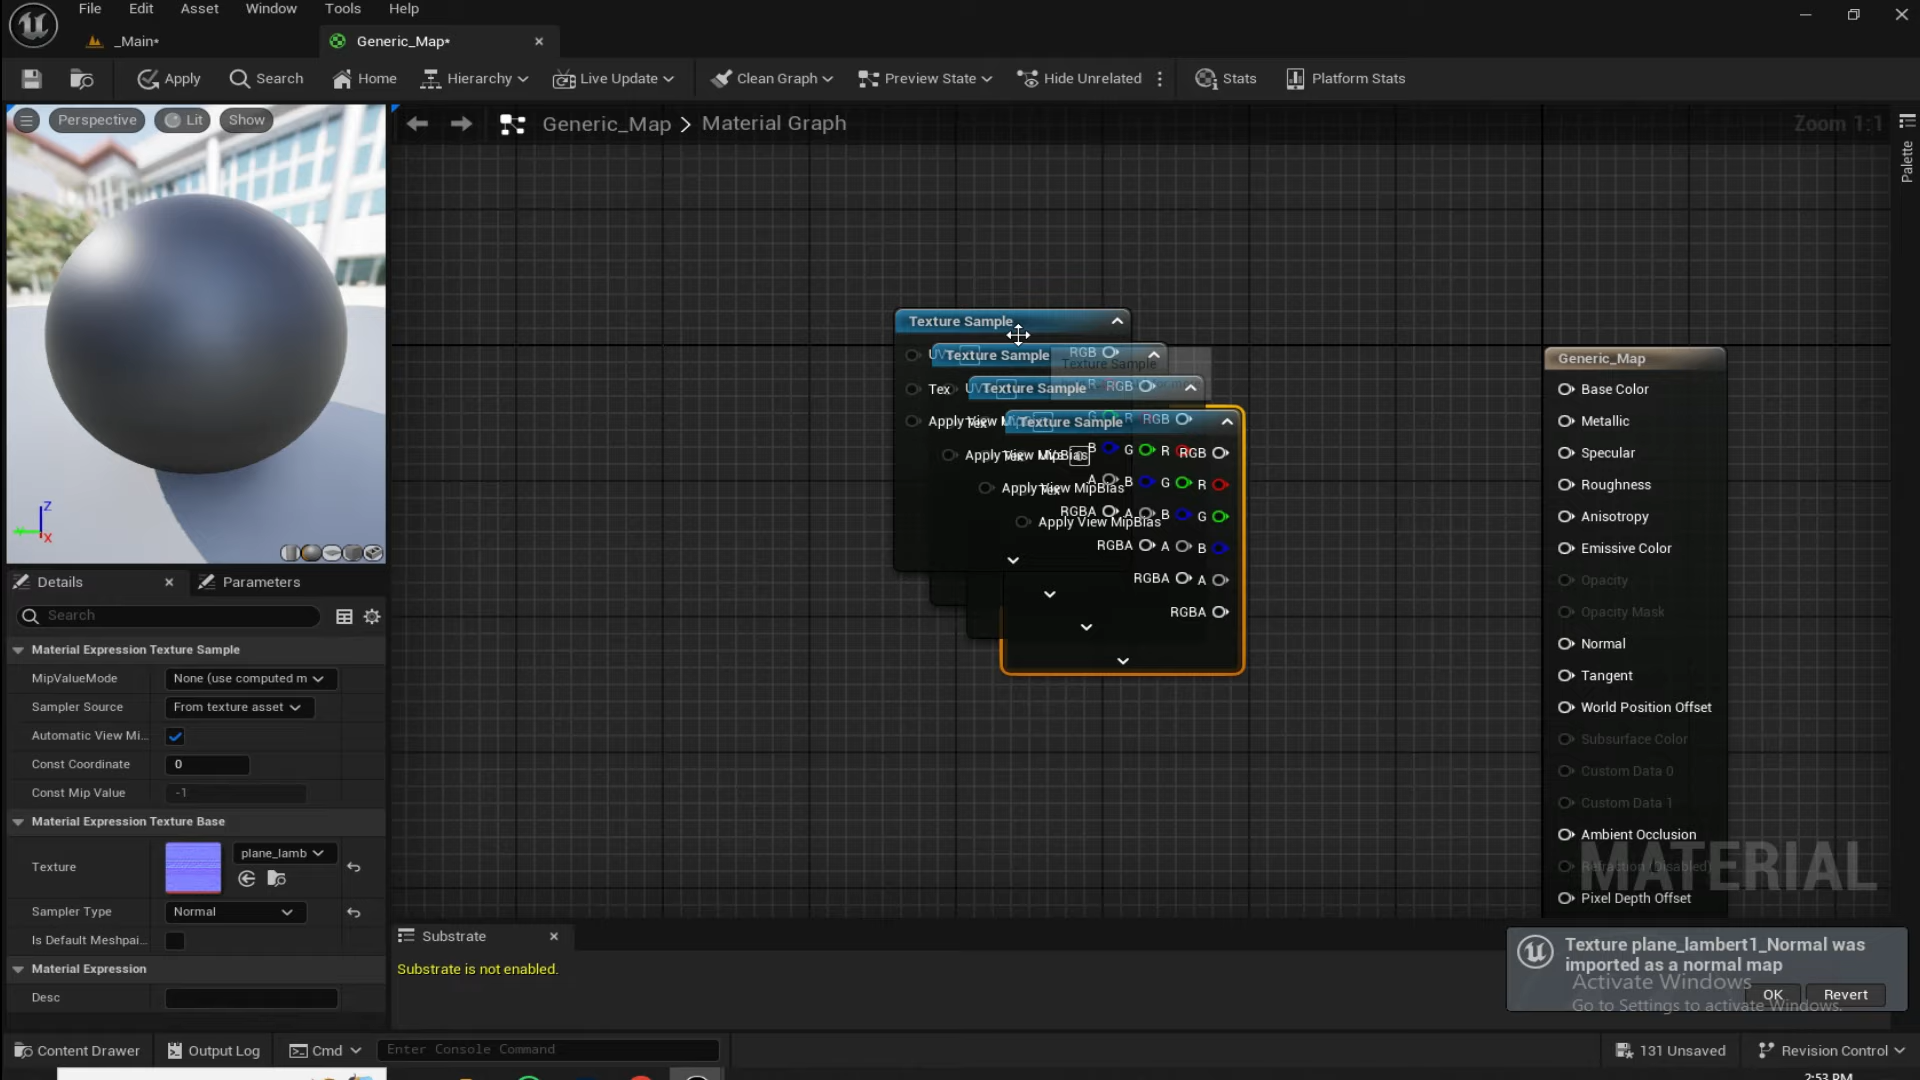 File Edit Asset Window Tools Help
_Main*
Generic_Map*
Apply
Search
Home
Hierarchy
Live Update
Clean Graph
Preview State
Hide Unrelated
Stats
Platform Stats
Perspective
Lit
Show
Generic_Map > Material Graph
Zoom 1:1
Palette
Z
X
Texture Sample
Tex
RGB
Texture Sample
RGB
Texture Sample
RGB
Texture Sample
RGB
R
G
B
A
RGBA
Apply View MipBias
Apply View MipBias
Apply View MipBias
RGBA
RGBA
RGBA
Generic_Map
Base Color
Metallic
Specular
Roughness
Anisotropy
Emissive Color
Opacity
Opacity Mask
Normal
Tangent
World Position Offset
Subsurface Color
Custom Data 0
Custom Data 1
Ambient Occlusion
Refraction (Disabled)
Pixel Depth Offset
MATERIAL
Details
Parameters
Search
Material Expression Texture Sample
MipValueMode None (use computed m
Sampler Source From texture asset
Automatic View Mi...
Const Coordinate 0
Const Mip Value -1
Material Expression Texture Base
Texture plane_lamb
Sampler Type Normal
Is Default Meshpai...
Material Expression
Desc
Substrate
Substrate is not enabled.
Texture plane_lambert1_Normal was
imported as a normal map
Activate Windows
Go to Settings to activate Windows.
OK Revert
Content Drawer
Output Log
Cmd
Enter Console Command
131 Unsaved
Revision Control
2:53 PM